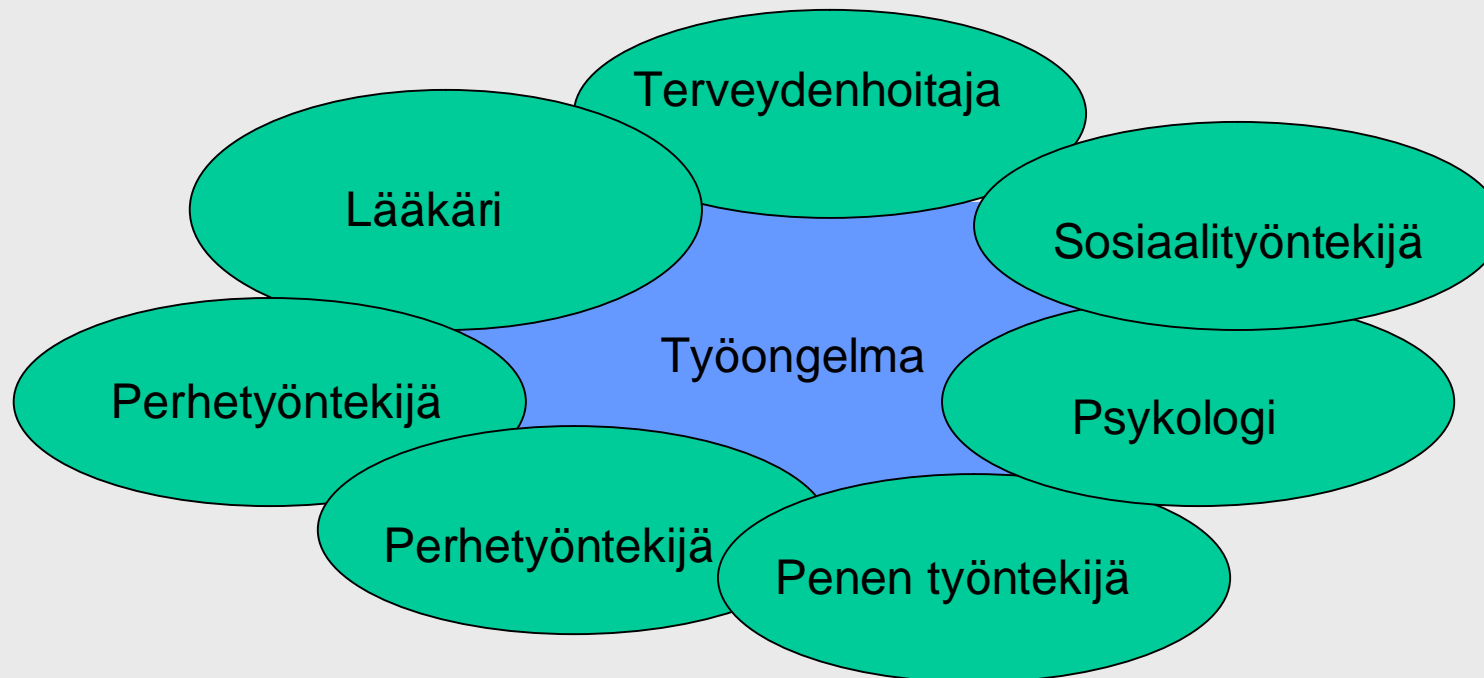 Terveydenhoitaja
Lääkäri
Sosiaalityöntekijä
Työongelma
Perhetyöntekijä
Psykologi
Perhetyöntekijä
Penen työntekijä